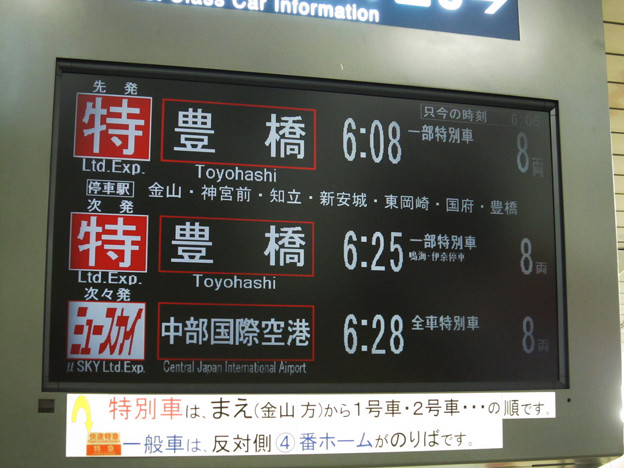 Class Car Information
先発
特 豊橋 6:08 一部特別車 8両
只今の時刻
Ltd.Exp. Toyohashi
停車駅 金山・神宮前・知立・新安城・東岡崎・国府・豊橋
次発
特 豊橋 6:25 一部特別車 8両
鳴海・伊奈停車
Ltd.Exp. Toyohashi
次々発
ミュースカイ 中部国際空港 6:28 全車特別車 8両
μSKY Ltd.Exp. Central Japan International Airport
特別車は、まえ(金山 方)から1号車・2号車・・・の順です。
快速特急
特急
一般車は、反対側④番ホームがのりばです。